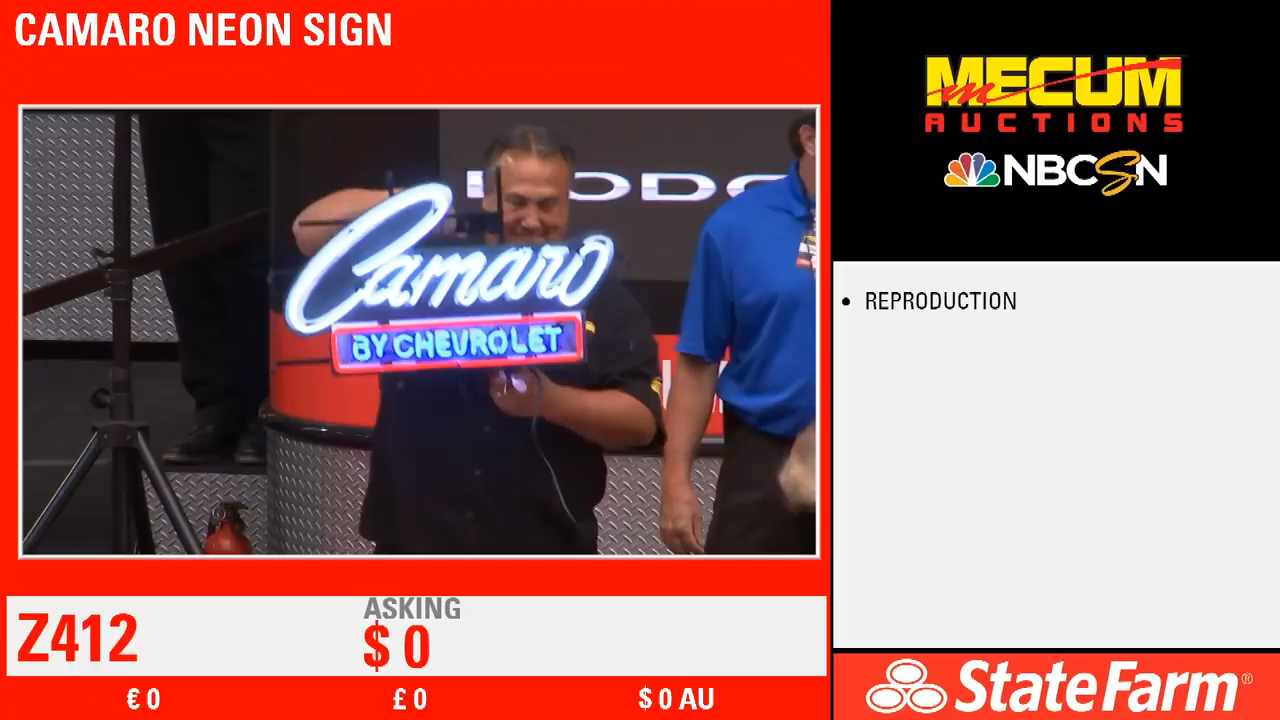 CAMARO NEON SIGN
MECUM
AUCTIONS
NBCSN
Camaro
BY CHEVROLET
• REPRODUCTION
Z412
ASKING
$ 0
€ 0
£ 0
$ 0 AU
StateFarm®